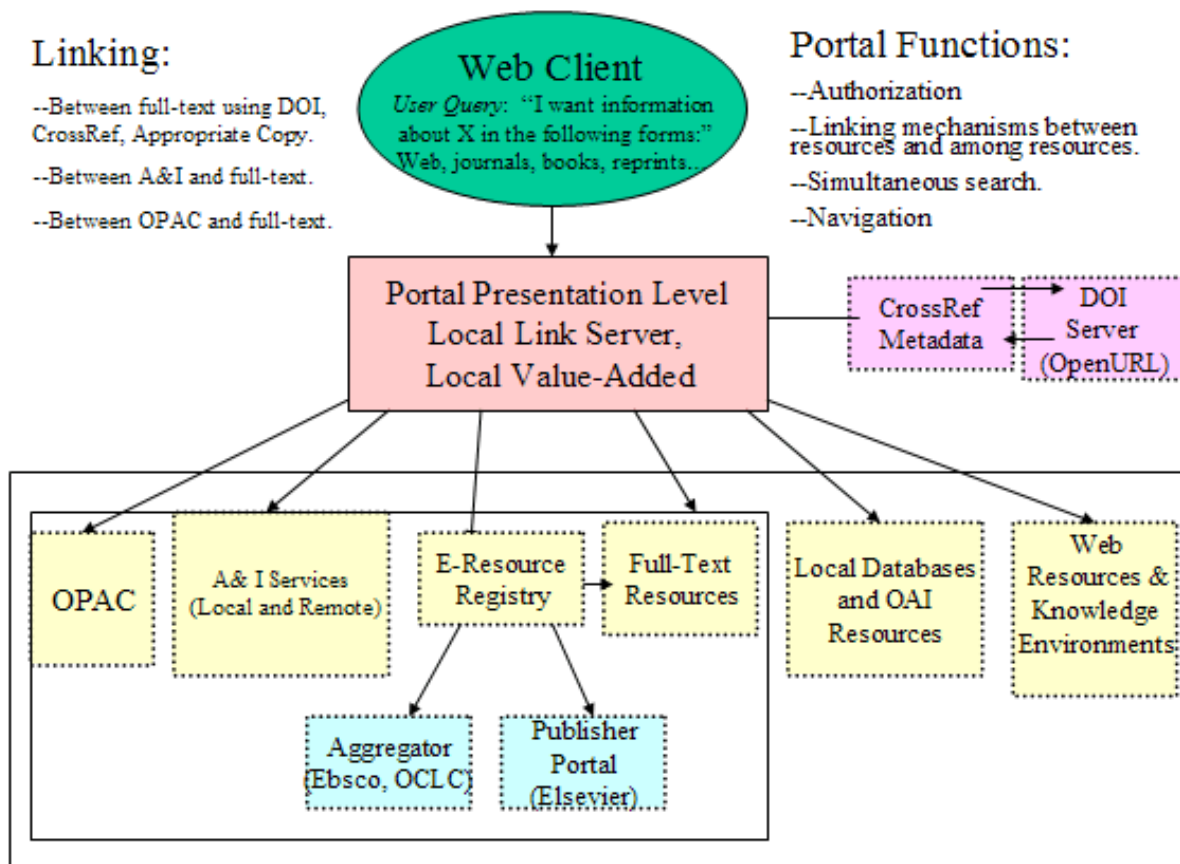 Linking:
--Between full-text using DOI,
CrossRef, Appropriate Copy.
--Between A&I and full-text.
--Between OPAC and full-text.
Web Client
User Query: “I want information
about X in the following forms:”
Web, journals, books, reprints....
Portal Functions:
--Authorization
--Linking mechanisms between
resources and among resources.
--Simultaneous search.
--Navigation
Portal Presentation Level
Local Link Server,
Local Value-Added
CrossRef
Metadata
DOI
Server
(OpenURL)
OPAC
A& I Services
(Local and Remote)
E-Resource
Registry
Full-Text
Resources
Local Databases
and OAI
Resources
Web
Resources &
Knowledge
Environments
Aggregator
(Ebsco, OCLC)
Publisher
Portal
(Elsevier)